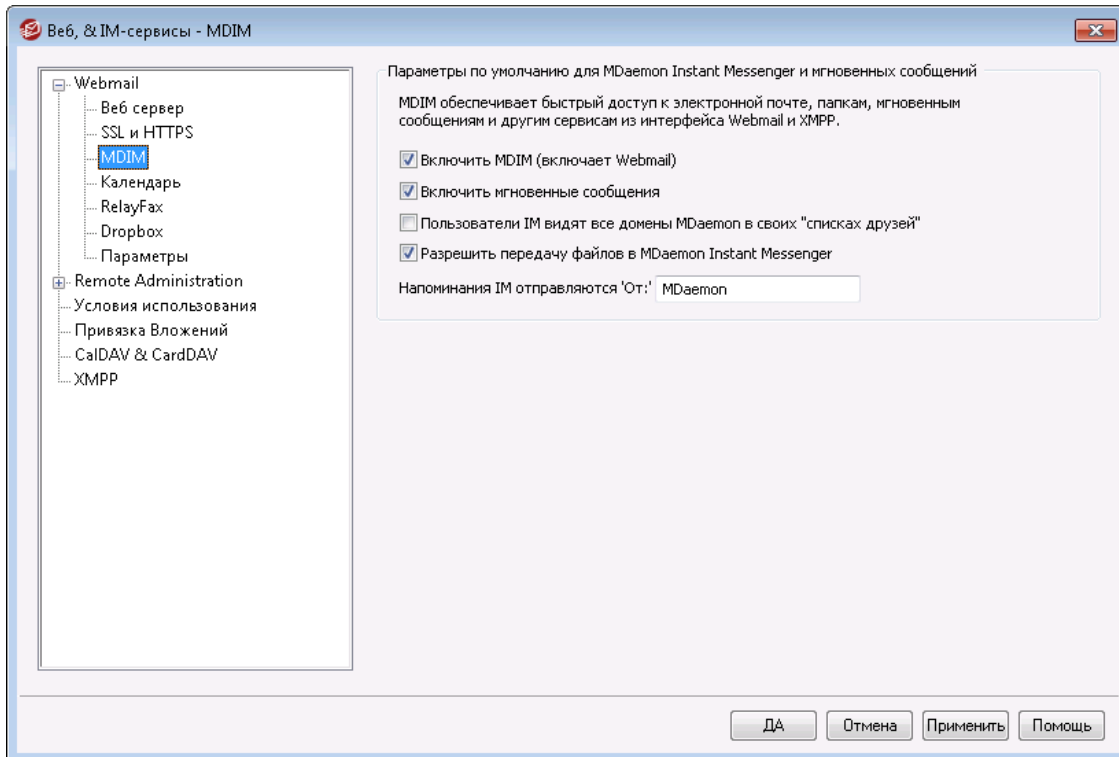 Веб, & IM-сервисы - MDIM
Webmail
Веб сервер
SSL и HTTPS
MDIM
Календарь
RelayFax
Dropbox
Параметры
Remote Administration
Условия использования
Привязка Вложений
CalDAV & CardDAV
XMPP
Параметры по умолчанию для MDaemon Instant Messenger и мгновенных сообщений
MDIM обеспечивает быстрый доступ к электронной почте, папкам, мгновенным
сообщениям и другим сервисам из интерфейса Webmail и XMPP.
Включить MDIM (включает Webmail)
Включить мгновенные сообщения
Пользователи IM видят все домены MDaemon в своих "списках друзей"
Разрешить передачу файлов в MDaemon Instant Messenger
Напоминания IM отправляются 'От:' MDaemon
ДА Отмена Применить Помощь